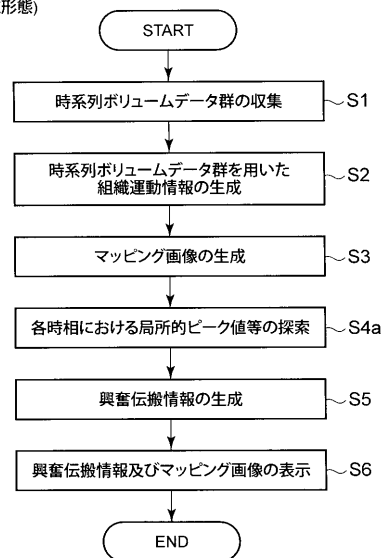 形態)
START
時系列ボリュームデータ群の収集
S1
時系列ボリュームデータ群を用いた
組織運動情報の生成
S2
マッピング画像の生成
S3
各時相における局所的ピーク値等の探索
S4a
興奮伝搬情報の生成
S5
興奮伝搬情報及びマッピング画像の表示
S6
END